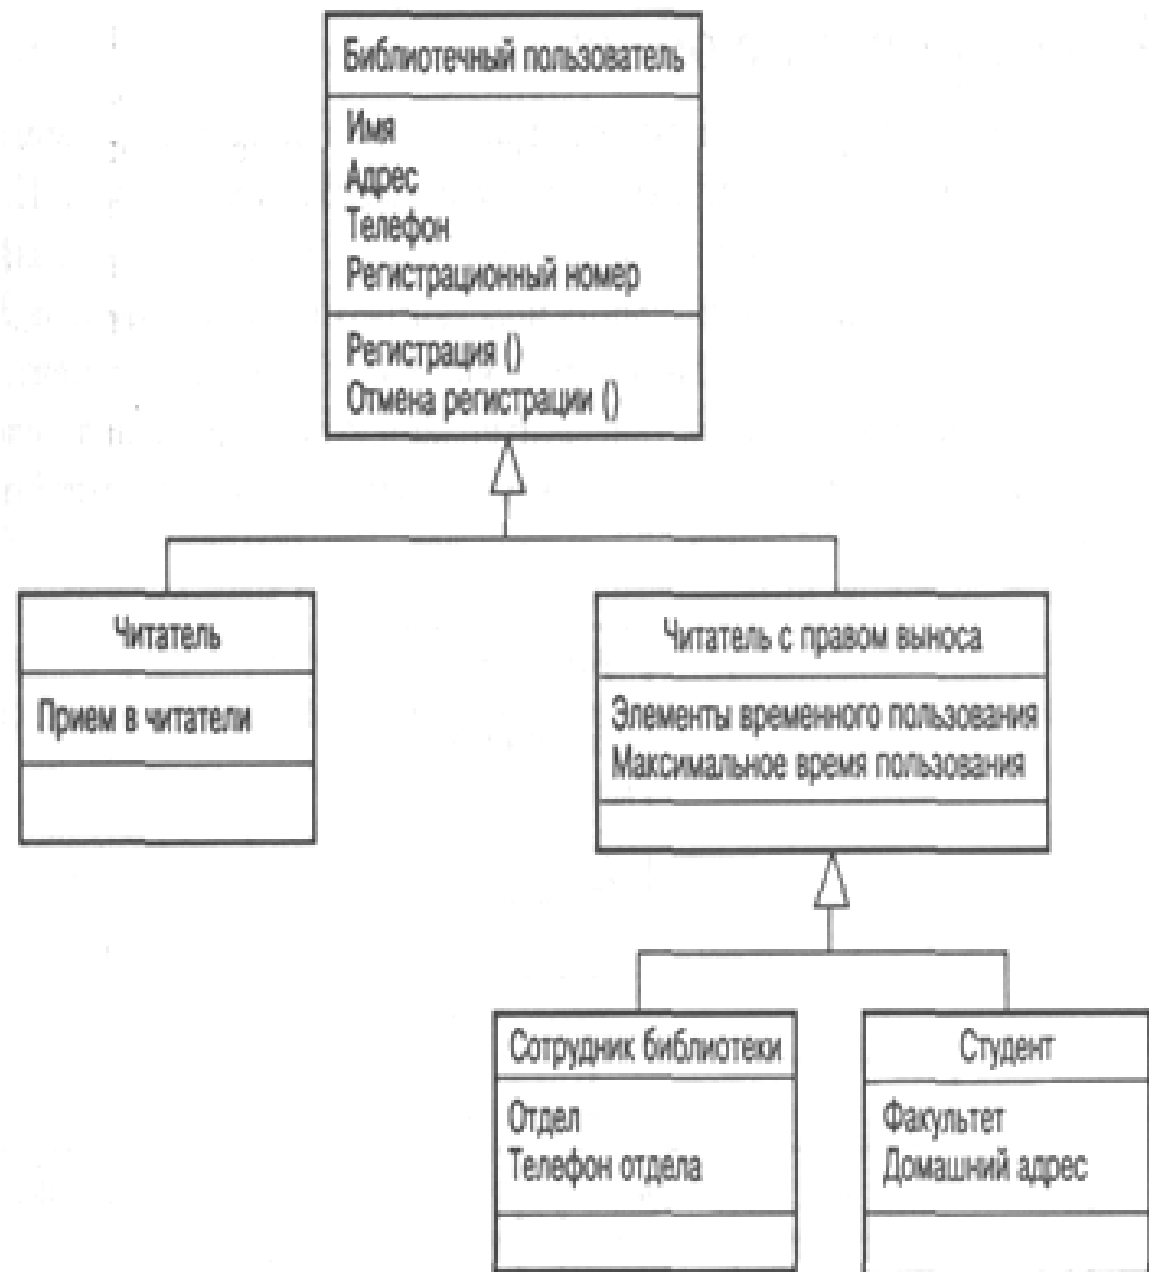 Библиотечный пользователь
Имя
Адрес
Телефон
Регистрационный номер
Регистрация ()
Отмена регистрации ()
Читатель
Прием в читатели
Читатель с правом выноса
Элементы временного пользования
Максимальное время пользования
Сотрудник библиотеки
Отдел
Телефон отдела
Студент
Факультет
Домашний адрес